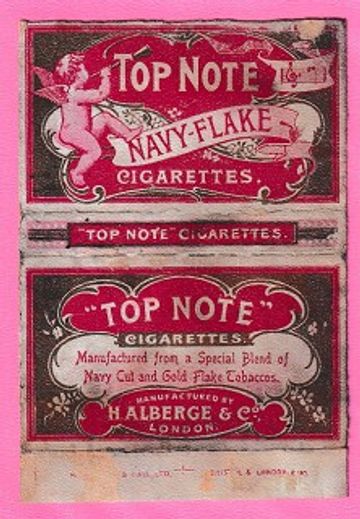 TOP NOTE
NAVY-FLAKE
CIGARETTES.
"TOP NOTE" CIGARETTES.
"TOP NOTE"
CIGARETTES.
Manufactured from a Special Blend of
Navy Cut and Gold Flake Tobaccos.
MANUFACTURED BY
H. ALBERGE & Co.
LONDON.